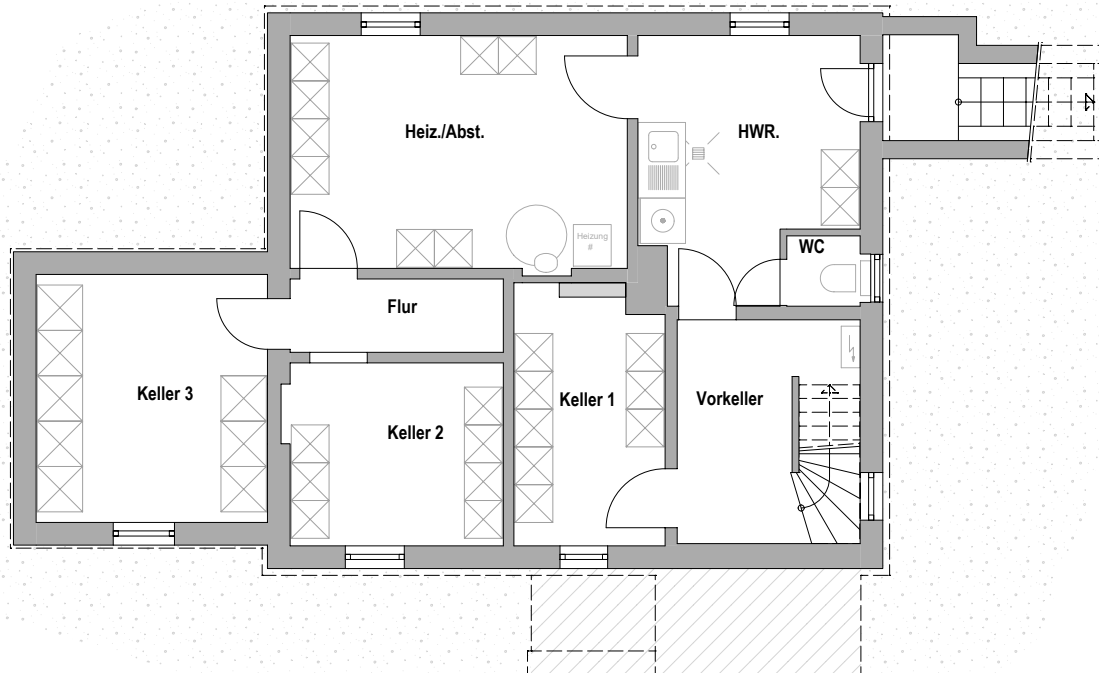 Heiz./Abst.
HWR.
Heizung
#
WC
Flur
Keller 3
Keller 2
Keller 1
Vorkeller